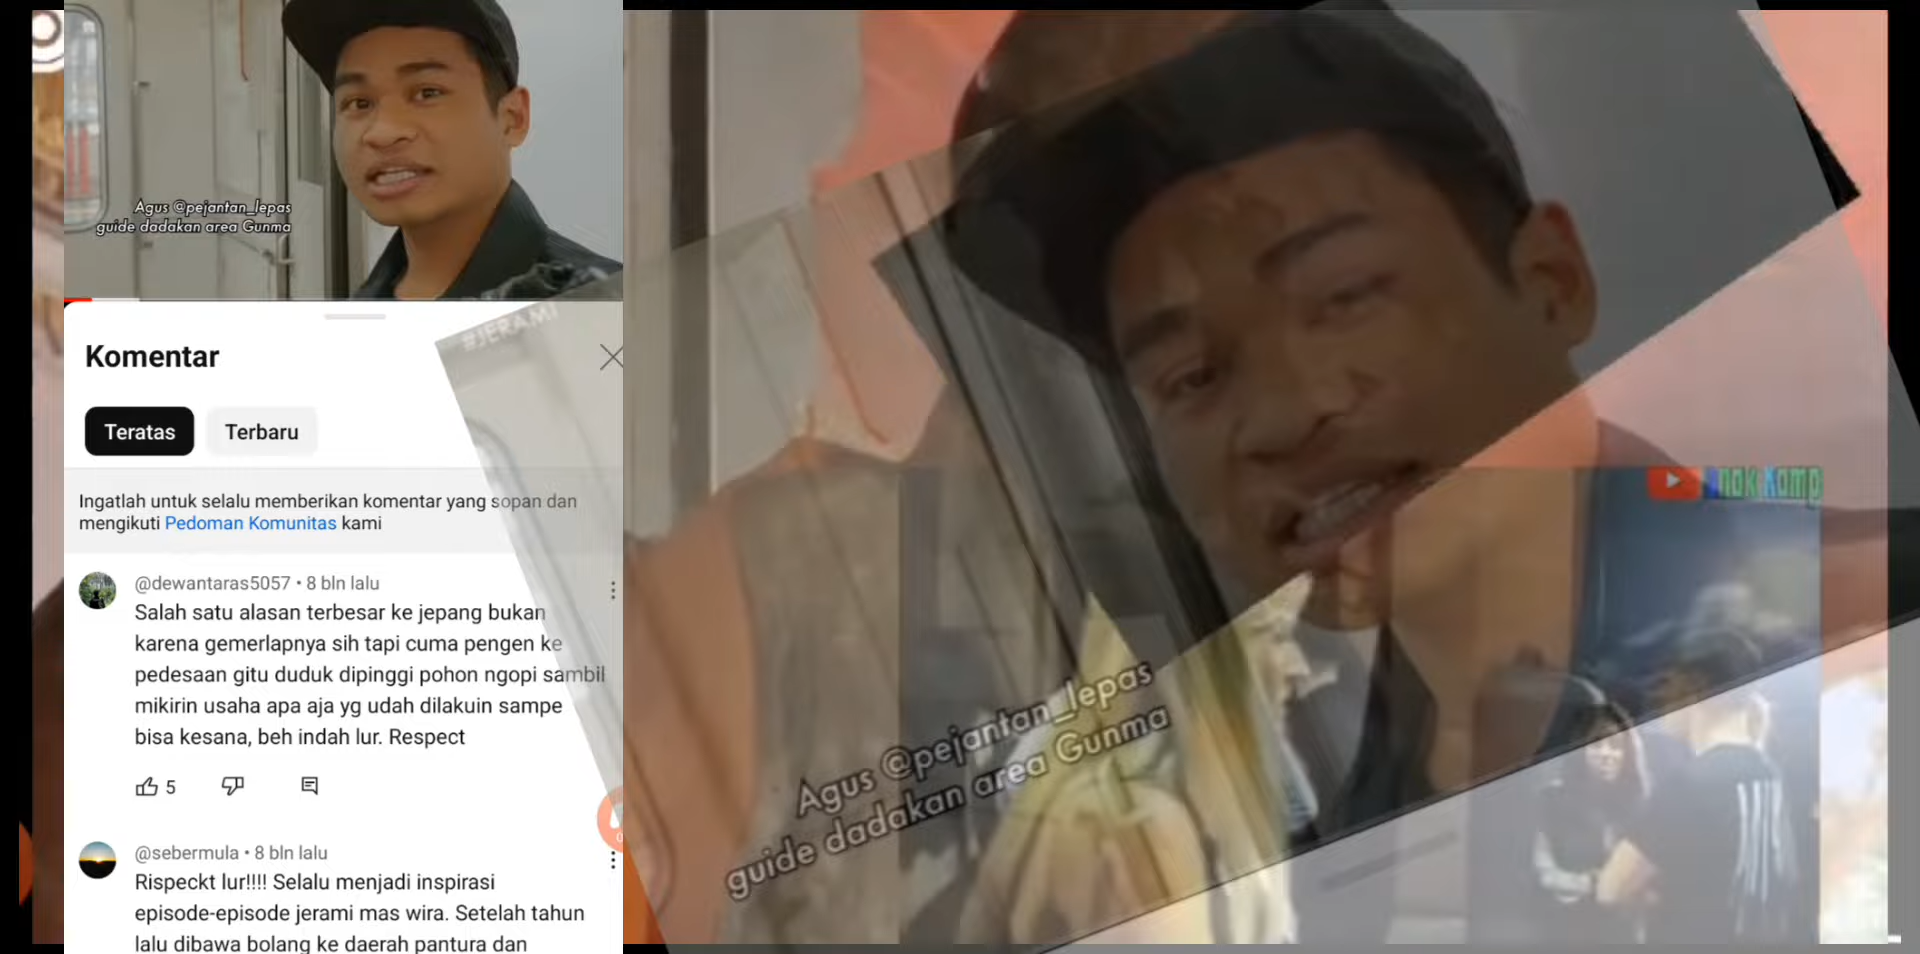 Agus @pejantan_lepas
guide dadakan area Gunma
#JERAMI
Komentar
Teratas
Terbaru
Ingatlah untuk selalu memberikan komentar yang sopan dan
mengikuti Pedoman Komunitas kami
@dewantaras5057 • 8 bln lalu
Salah satu alasan terbesar ke jepang bukan
karena gemerlapnya sih tapi cuma pengen ke
pedesaan gitu duduk dipinggi pohon ngopi sambil
mikirin usaha apa aja yg udah dilakuin sampe
bisa kesana, beh indah lur. Respect
5
@sebermula • 8 bln lalu
Rispeckt lur!!!! Selalu menjadi inspirasi
episode-episode jerami mas wira. Setelah tahun
lalu dibawa bolang ke daerah pantura dan
Anak Kamp
Agus @pejantan_lepas
guide dadakan area Gunma